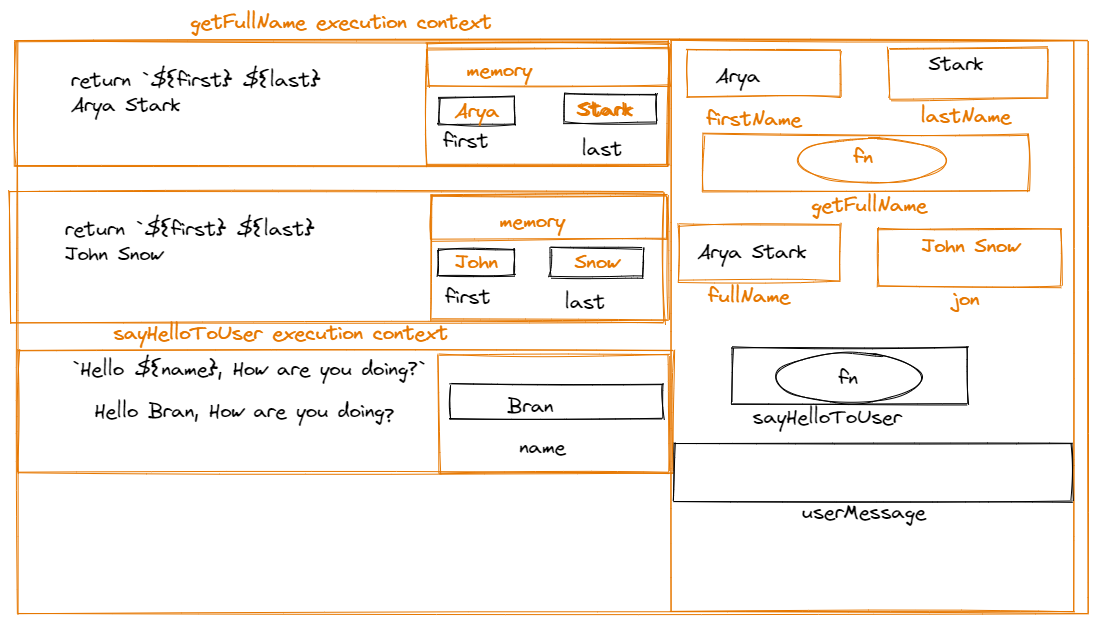 getFullName execution context
return `${first} ${last}
Arya Stark
memory
Arya
Stark
first
last
Arya
Stark
firstName
lastName
fn
getFullName
return `${first} ${last}
John Snow
memory
John
Snow
first
last
Arya Stark
John Snow
fullName
jon
sayHelloToUser execution context
`Hello ${name}, How are you doing?`
Hello Bran, How are you doing?
Bran
name
fn
sayHelloToUser
userMessage